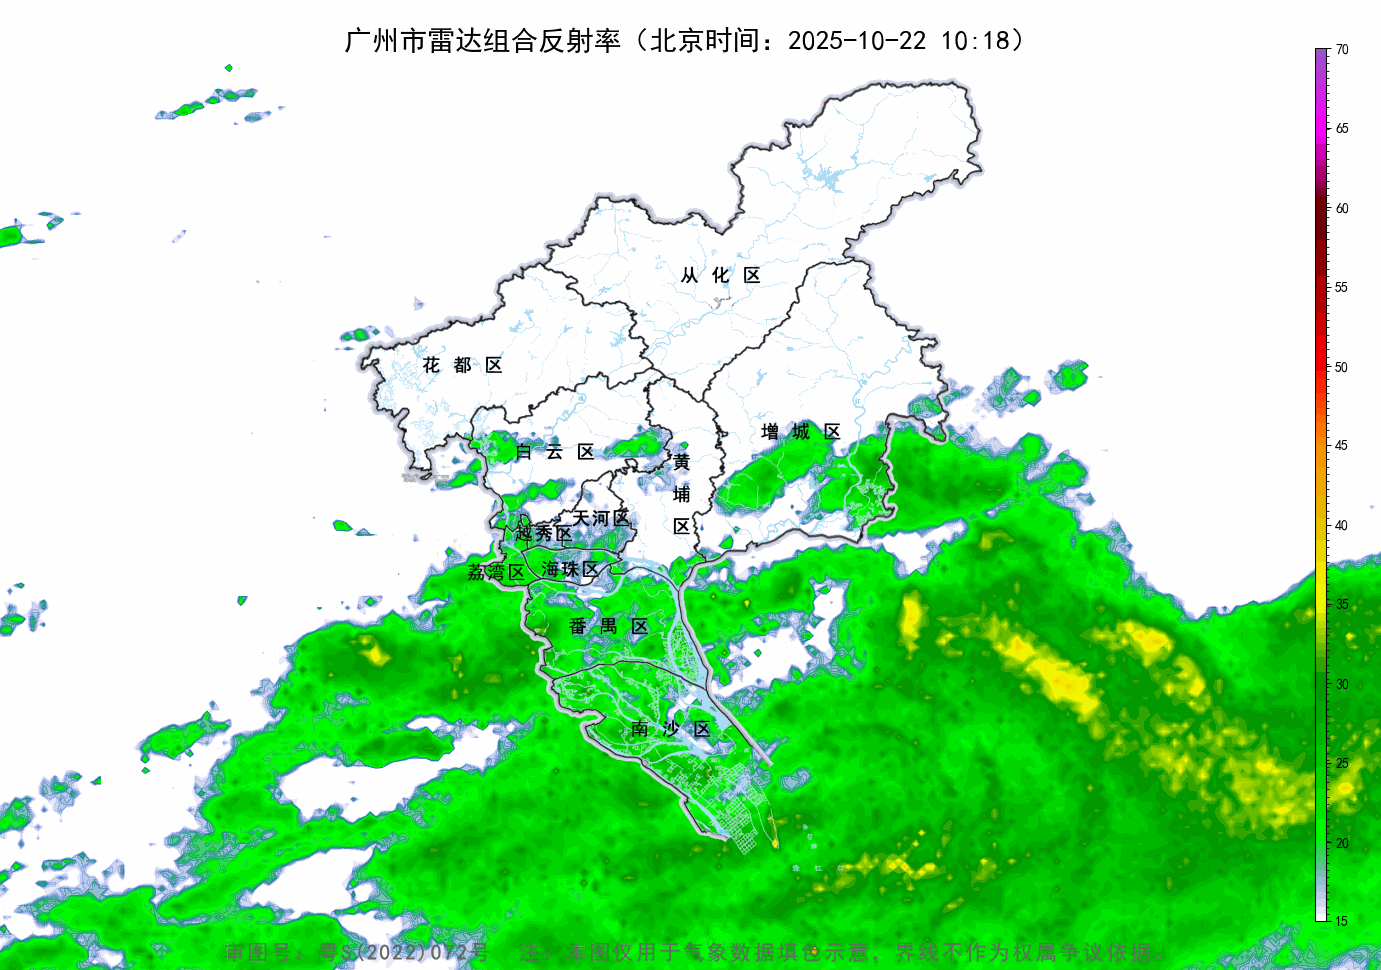 广州市雷达组合反射率（北京时间：2025-10-22 10:18）
70
65
60
55
50
45
40
35
30
25
20
15
从化区
花都区
增城区
白云区
黄埔区
天河区
越秀区
荔湾区
海珠区
番禺区
南沙区
珠江口
审图号：粤S(2022)072号 注：本图仅用于气象数据填色示意，界线不作为权属争议依据。